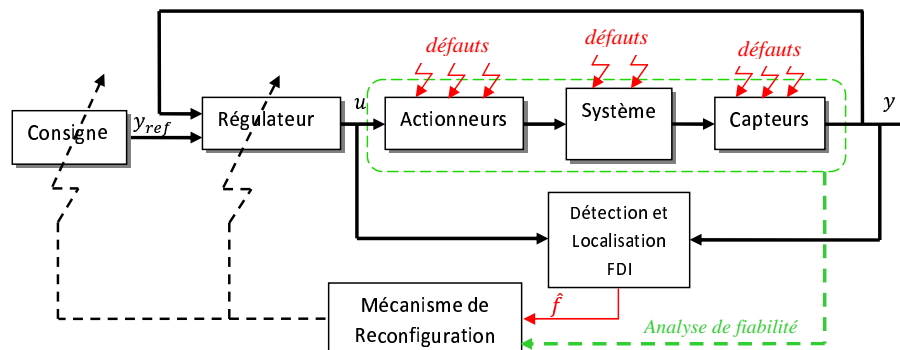 défauts
défauts
défauts
Consigne
y_ref
Régulateur
u
Actionneurs
Système
Capteurs
y
Détection et
Localisation
FDI
Mécanisme de
Reconfiguration
f̂
Analyse de fiabilité